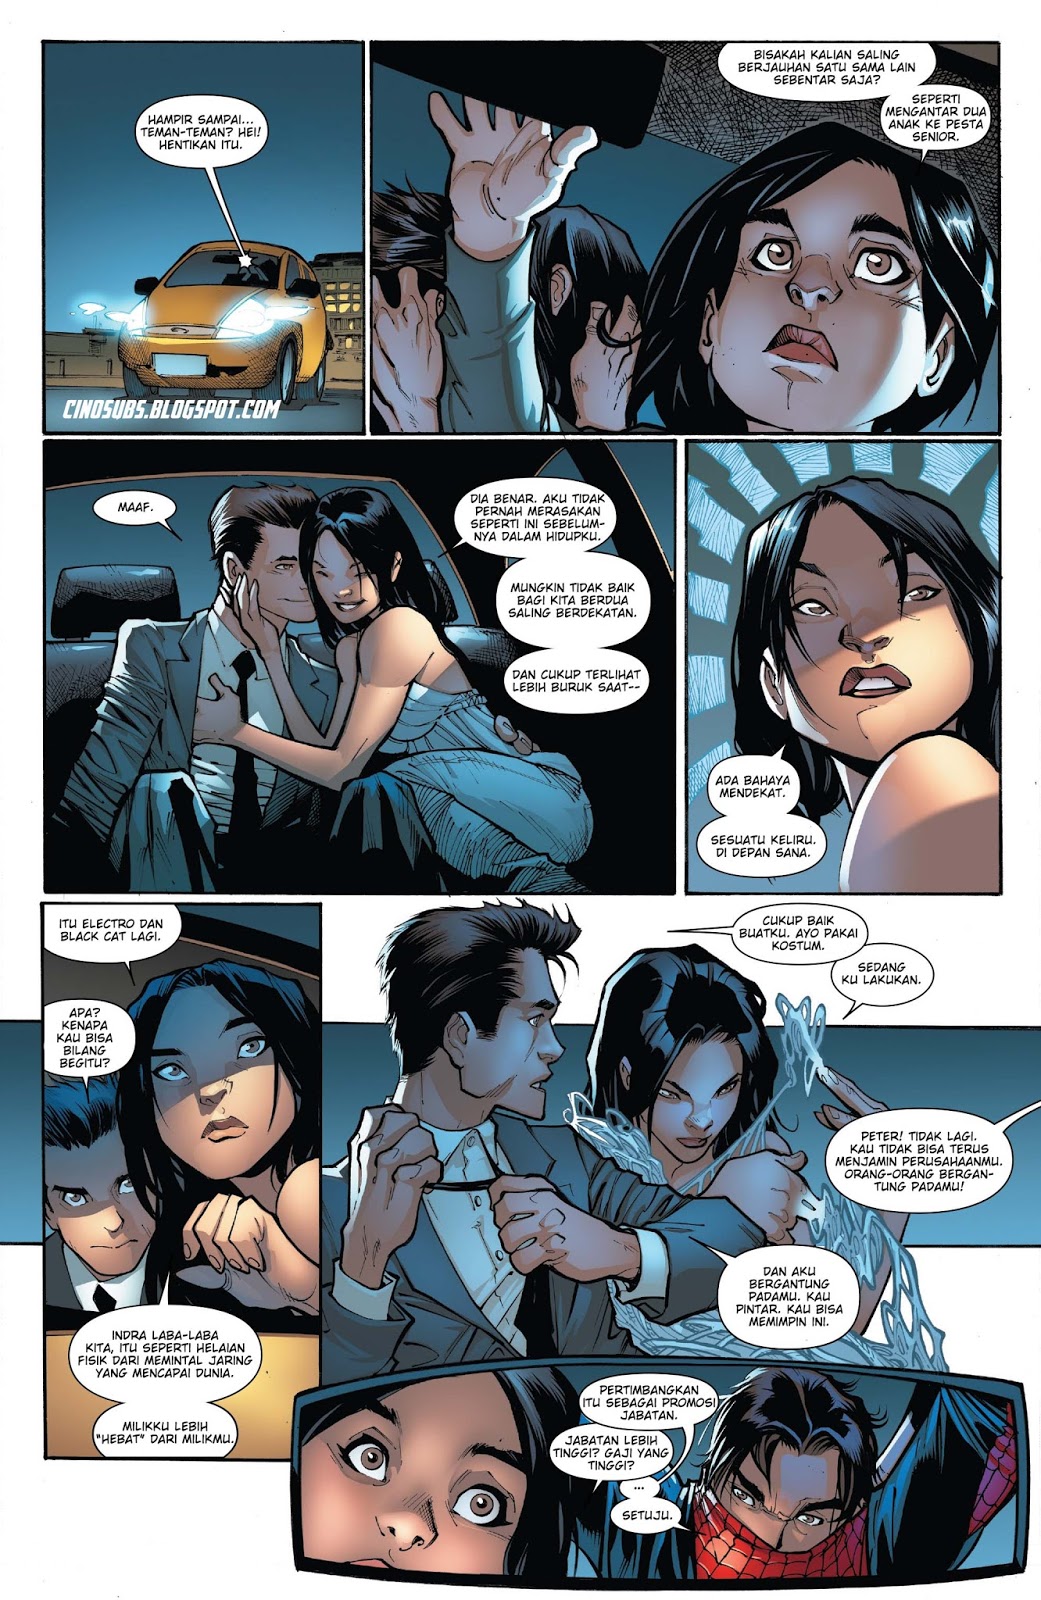 HAMPIR SAMPAI...
TEMAN-TEMAN? HEI!
HENTIKAN ITU.
CINOSUBS.BLOGSPOT.COM
BISAKAH KALIAN SALING
BERJAUHAN SATU SAMA LAIN
SEBENTAR SAJA?
SEPERTI
MENGANTAR DUA
ANAK KE PESTA
SENIOR.
MAAF.
DIA BENAR. AKU TIDAK
PERNAH MERASAKAN
SEPERTI INI SEBELUM-
NYA DALAM HIDUPKU.
MUNGKIN TIDAK BAIK
BAGI KITA BERDUA
SALING BERDEKATAN.
DAN CUKUP TERLIHAT
LEBIH BURUK SAAT--
ADA BAHAYA
MENDEKAT.
SESUATU KELIRU.
DI DEPAN SANA.
ITU ELECTRO DAN
BLACK CAT LAGI.
APA?
KENAPA
KAU BISA
BILANG
BEGITU?
INDRA LABA-LABA
KITA, ITU SEPERTI HELAIAN
FISIK DARI MEMINTAL JARING
YANG MENCAPAI DUNIA.
MILIKKU LEBIH
"HEBAT" DARI MILIKMU.
CUKUP BAIK
BUATKU. AYO PAKAI
KOSTUM.
SEDANG
KU LAKUKAN.
PETER! TIDAK LAGI.
KAU TIDAK BISA TERUS
MENJAMIN PERUSAHAANMU.
ORANG-ORANG BERGAN-
TUNG PADAMU!
DAN AKU
BERGANTUNG
PADAMU. KAU
PINTAR. KAU BISA
MEMIMPIN INI.
PERTIMBANGKAN
ITU SEBAGAI PROMOSI
JABATAN.
JABATAN LEBIH
TINGGI? GAJI YANG
TINGGI?
...
SETUJU.